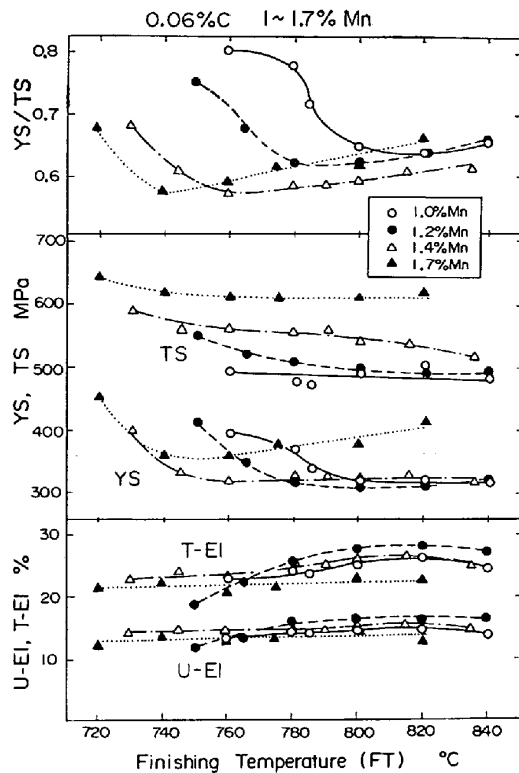 0.06%C 1~1.7% Mn
YS/TS
0.8
0.7
0.6
○ 1.0%Mn
● 1.2%Mn
△ 1.4%Mn
▲ 1.7%Mn
YS, TS MPa
700
600
500
400
300
TS
YS
U-El, T-El %
30
20
10
T-El
U-El
720 740 760 780 800 820 840
Finishing Temperature (FT) °C